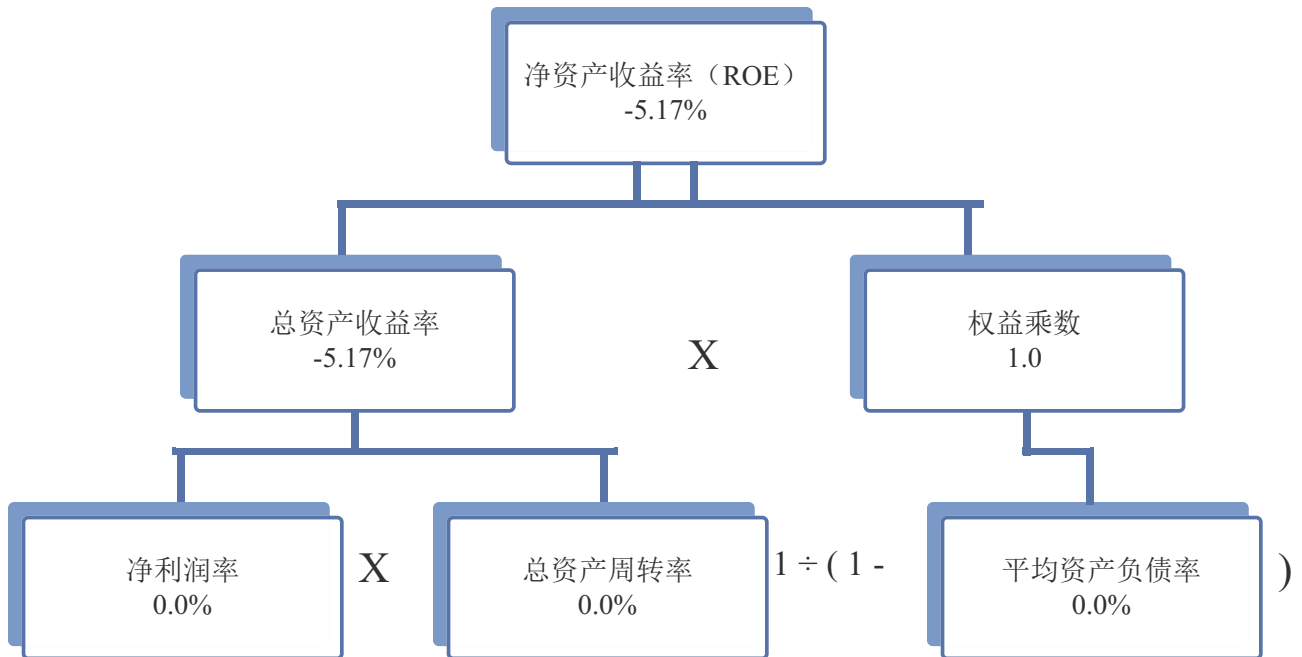 净资产收益率（ROE）
-5.17%
总资产收益率
-5.17%
X
权益乘数
1.0
净利润率
0.0%
X
总资产周转率
0.0%
1 ÷ ( 1 -
平均资产负债率
0.0%
)